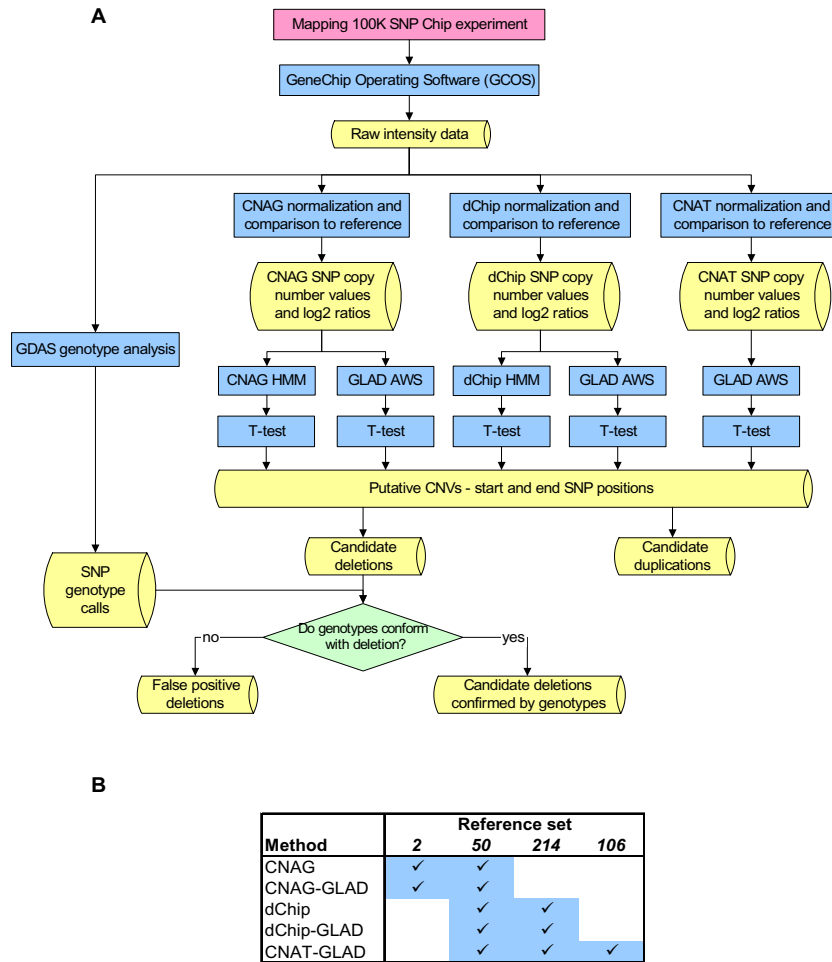 A
Mapping 100K SNP Chip experiment
GeneChip Operating Software (GCOS)
Raw intensity data
CNAG normalization and
comparison to reference
dChip normalization and
comparison to reference
CNAT normalization and
comparison to reference
CNAG SNP copy
number values
and log2 ratios
dChip SNP copy
number values
and log2 ratios
CNAT SNP copy
number values
and log2 ratios
GDAS genotype analysis
CNAG HMM
GLAD AWS
dChip HMM
GLAD AWS
GLAD AWS
T-test
T-test
T-test
T-test
T-test
Putative CNVs - start and end SNP positions
Candidate
deletions
Candidate
duplications
SNP
genotype
calls
Do genotypes conform
with deletion?
no
yes
False positive
deletions
Candidate deletions
confirmed by genotypes
B
Reference set
Method 2 50 214 106
CNAG ✓ ✓
CNAG-GLAD ✓ ✓
dChip ✓ ✓
dChip-GLAD ✓ ✓
CNAT-GLAD ✓ ✓ ✓